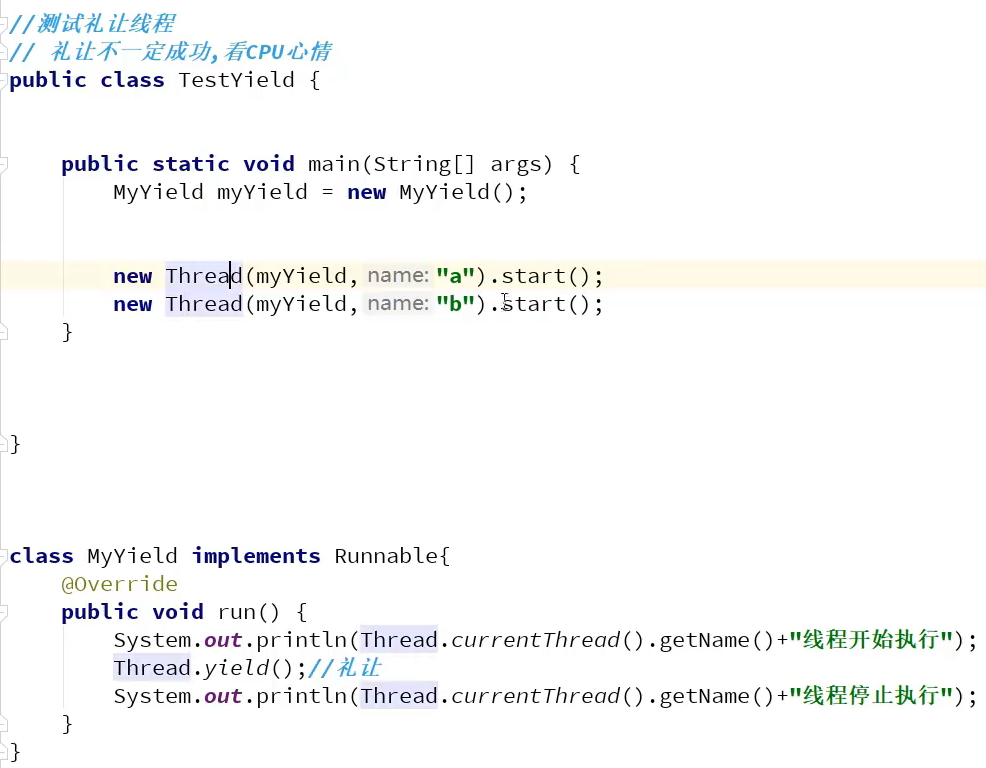 //测试礼让线程
// 礼让不一定成功,看CPU心情
public class TestYield {
public static void main(String[] args) {
MyYield myYield = new MyYield();
new Thread(myYield, name: "a").start();
new Thread(myYield, name: "b").start();
}
}
class MyYield implements Runnable{
@Override
public void run() {
System.out.println(Thread.currentThread().getName()+"线程开始执行");
Thread.yield();//礼让
System.out.println(Thread.currentThread().getName()+"线程停止执行");
}
}